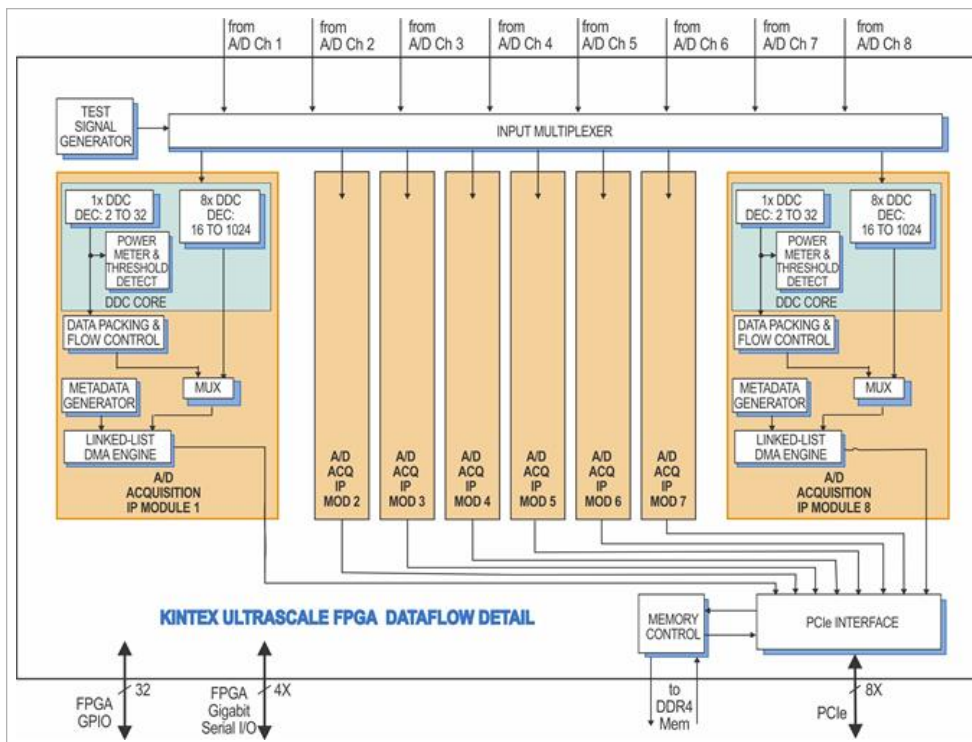 from
A/D Ch 1
from
A/D Ch 2
from
A/D Ch 3
from
A/D Ch 4
from
A/D Ch 5
from
A/D Ch 6
from
A/D Ch 7
from
A/D Ch 8
TEST
SIGNAL
GENERATOR
INPUT MULTIPLEXER
1x DDC
DEC: 2 TO 32
8x DDC
DEC:
16 TO 1024
POWER
METER &
THRESHOLD
DETECT
DDC CORE
DATA PACKING &
FLOW CONTROL
METADATA
GENERATOR
MUX
LINKED-LIST
DMA ENGINE
A/D
ACQUISITION
IP MODULE 1
A/D
ACQ
IP
MOD 2
A/D
ACQ
IP
MOD 3
A/D
ACQ
IP
MOD 4
A/D
ACQ
IP
MOD 5
A/D
ACQ
IP
MOD 6
A/D
ACQ
IP
MOD 7
1x DDC
DEC: 2 TO 32
8x DDC
DEC:
16 TO 1024
POWER
METER &
THRESHOLD
DETECT
DDC CORE
DATA PACKING &
FLOW CONTROL
METADATA
GENERATOR
MUX
LINKED-LIST
DMA ENGINE
A/D
ACQUISITION
IP MODULE 8
KINTEX ULTRASCALE FPGA DATAFLOW DETAIL
MEMORY
CONTROL
PCIe INTERFACE
32
FPGA
GPIO
4X
FPGA
Gigabit
Serial I/O
to
DDR4
Mem
8X
PCIe